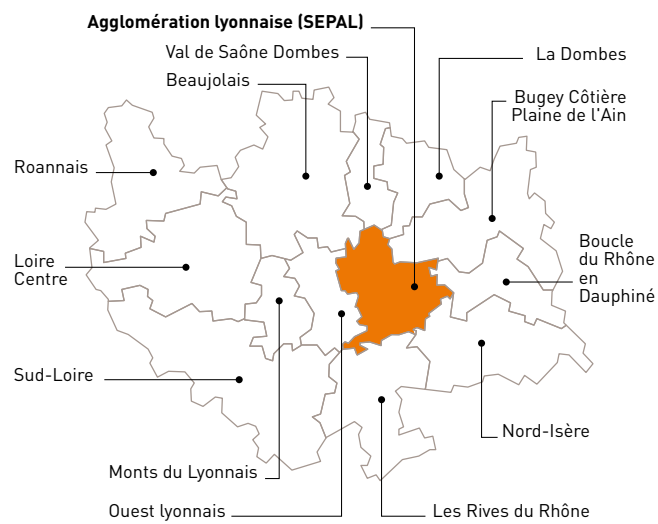 Agglomération lyonnaise (SEPAL)
Val de Saône Dombes
La Dombes
Beaujolais
Bugey Côtière
Plaine de l'Ain
Roannais
Boucle
du Rhône
en
Dauphiné
Loire
Centre
Sud-Loire
Nord-Isère
Monts du Lyonnais
Ouest lyonnais
Les Rives du Rhône